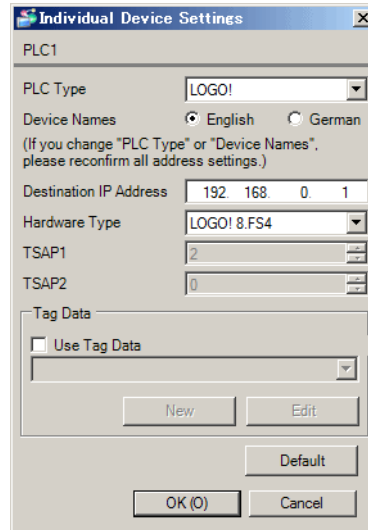 Individual Device Settings
PLC1
PLC Type LOGO!
Device Names English German
(If you change "PLC Type" or "Device Names",
please reconfirm all address settings.)
Destination IP Address 192. 168. 0. 1
Hardware Type LOGO! 8.FS4
TSAP1 2
TSAP2 0
Tag Data
Use Tag Data
New Edit
Default
OK (O) Cancel